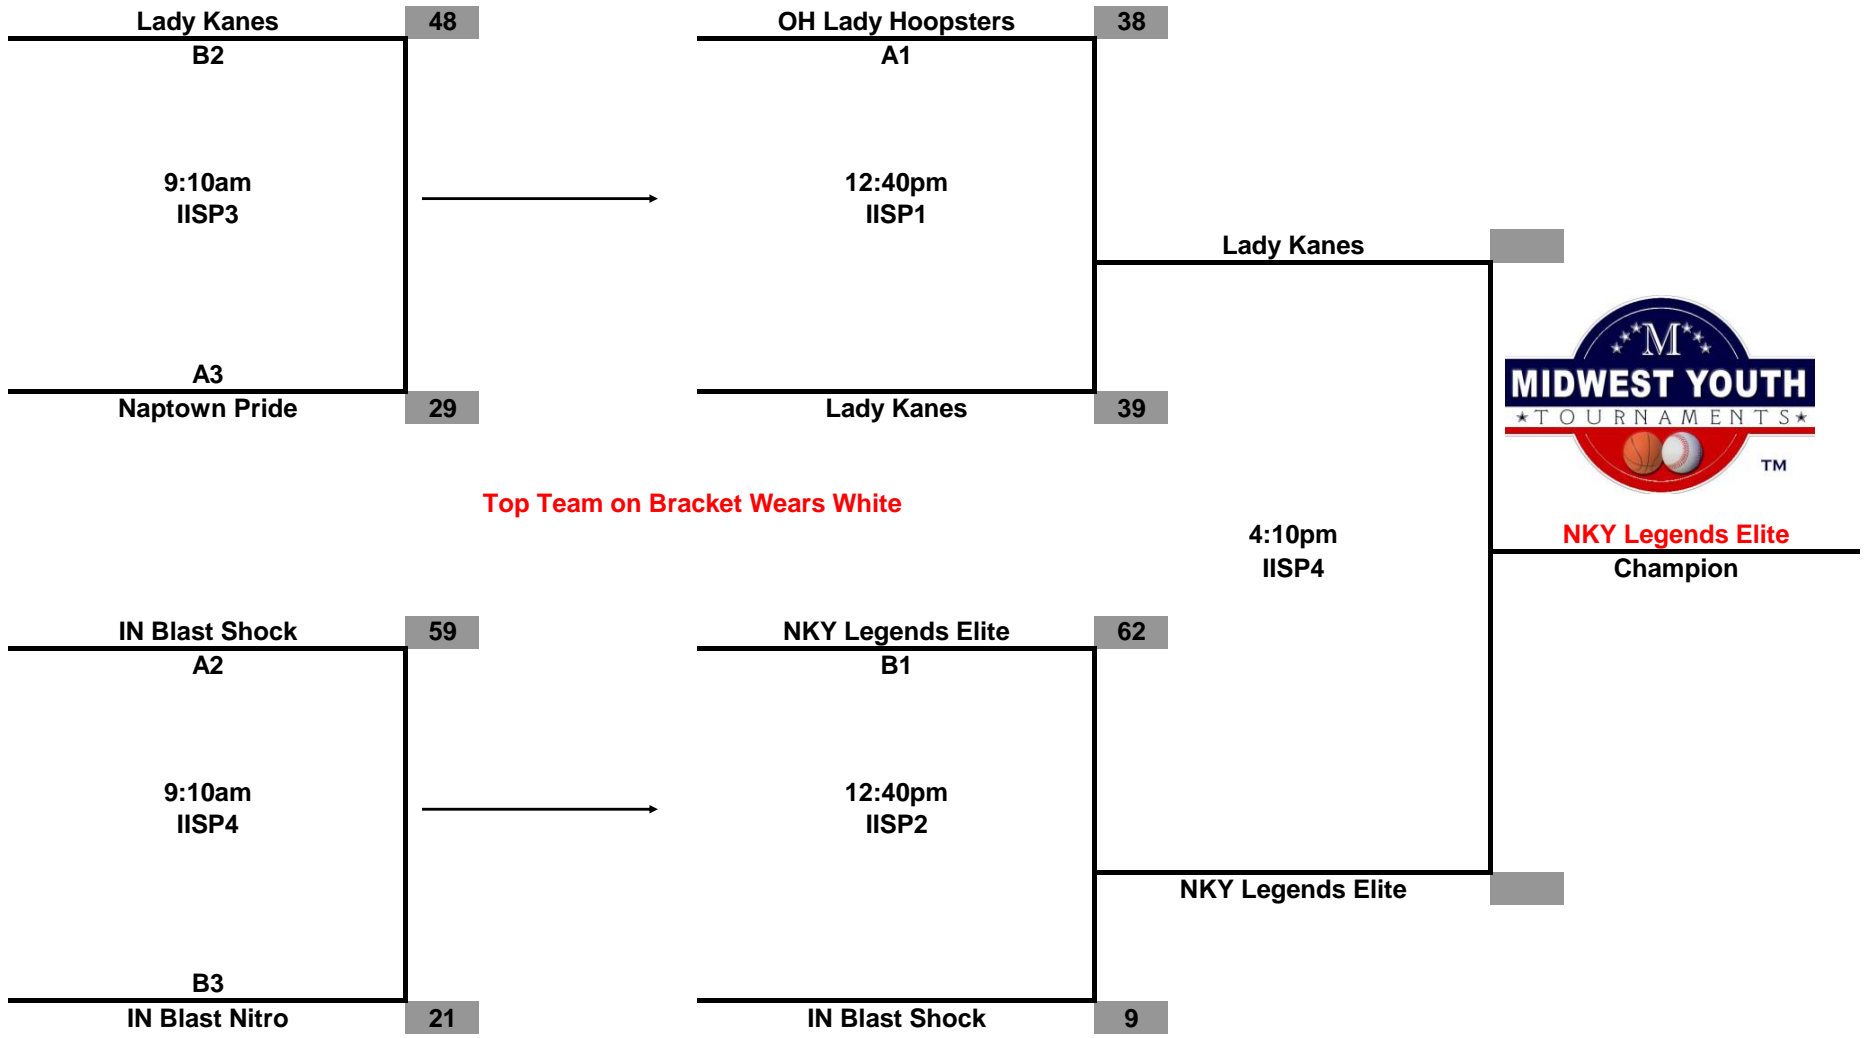 Lady Kanes 48 OH Lady Hoopsters 38
B2 A1
9:10am 12:40pm
IISP3 IISP1
Lady Kanes
M
A3 MIDWEST YOUTH
Naptown Pride 29 Lady Kanes 39 TOURNAMENTS
TM
Top Team on Bracket Wears White
4:10pm NKY Legends Elite
IISP4 Champion
IN Blast Shock 59 NKY Legends Elite 62
A2 B1
9:10am 12:40pm
IISP4 IISP2
NKY Legends Elite
B3
IN Blast Nitro 21 IN Blast Shock 9